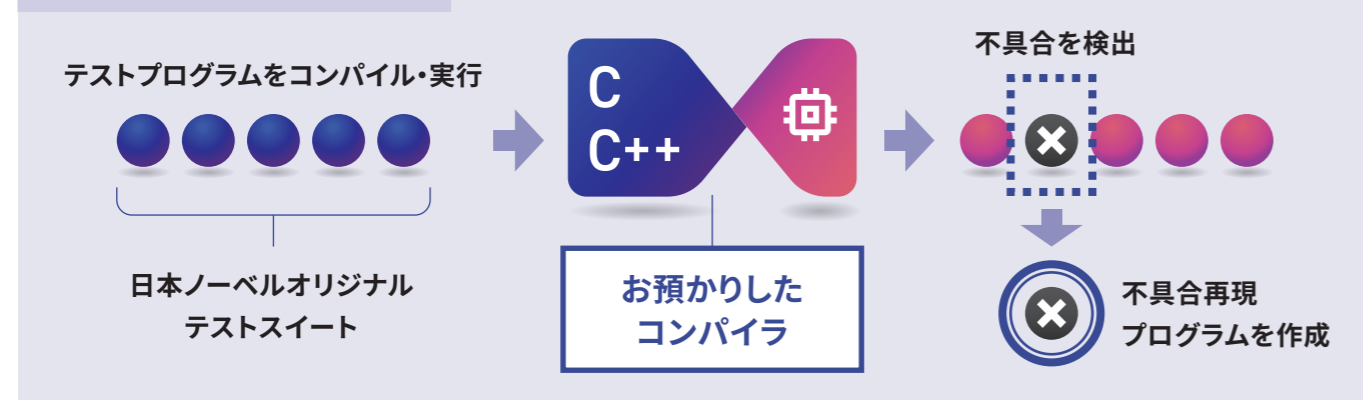 テストプログラムをコンパイル・実行
C
C++
不具合を検出
日本ノーベルオリジナル
テストスイート
お預かりした
コンパイラ
不具合再現
プログラムを作成